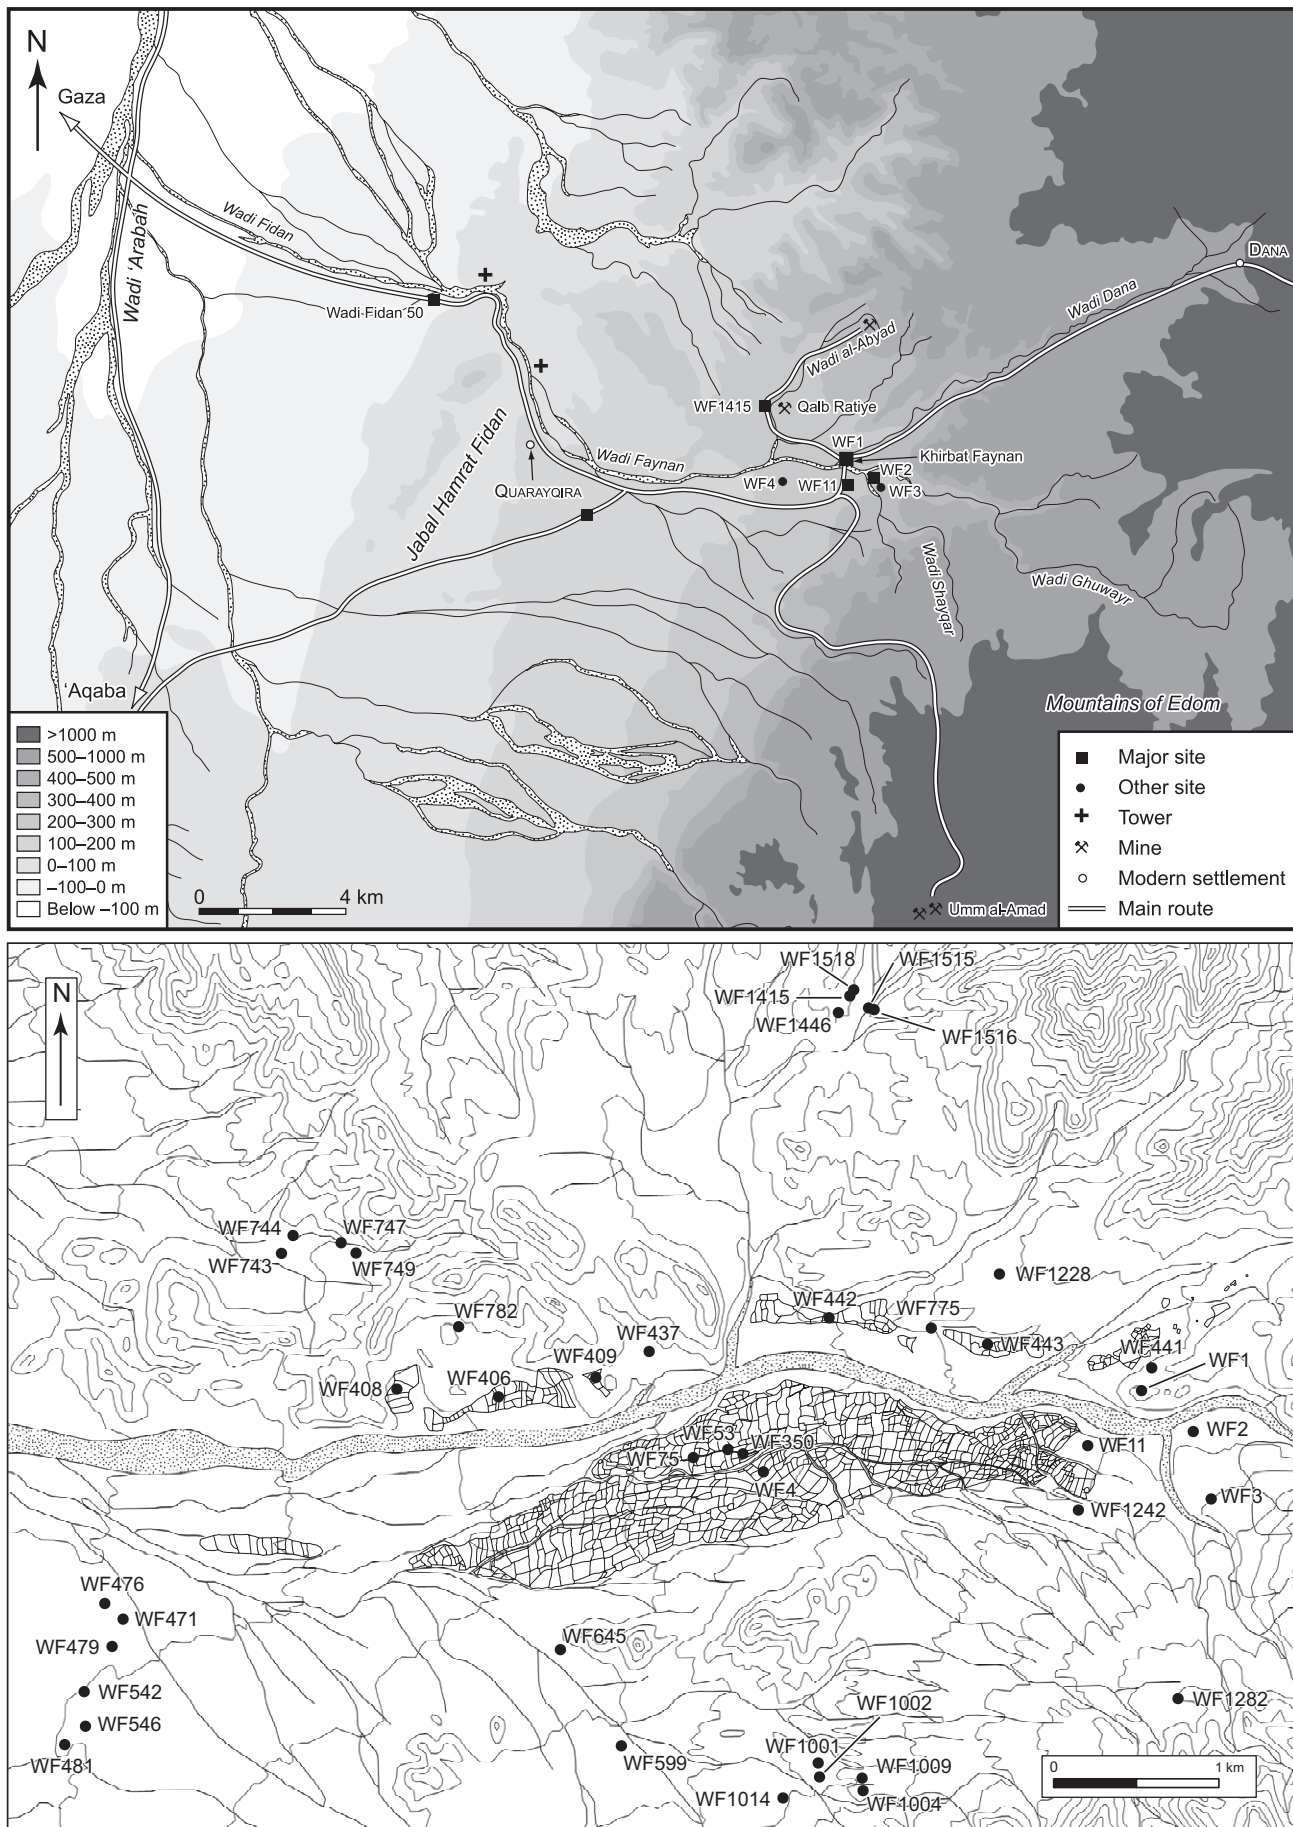 N
Gaza
Wadi Fidan
Wadi 'Arabah
Wadi Fidan 50
DANA
Wadi Dana
Wadi al-Abyad
WF1415
Qalb Ratiye
WF1
Khirbat Faynan
Jabal Hamrat Fidan
Wadi Faynan
WF2
WF4
WF11
WF3
QUARAYQIRA
Wadi Shayqar
Wadi Ghuwayr
'Aqaba
Mountains of Edom
>1000 m
500–1000 m
400–500 m
300–400 m
200–300 m
100–200 m
0–100 m
–100–0 m
Below –100 m
0 4 km
Major site
Other site
Tower
Mine
Modern settlement
Main route
Umm al-Amad
N
WF1518
WF1515
WF1415
WF1446
WF1516
WF744
WF747
WF743
WF749
WF1228
WF782
WF442
WF775
WF437
WF443
WF409
WF441
WF1
WF408
WF406
WF53
WF350
WF75
WF4
WF11
WF2
WF3
WF1242
WF476
WF471
WF479
WF645
WF542
WF546
WF481
WF599
WF1282
WF1002
WF1001
WF1009
WF1014
WF1004
0 1 km